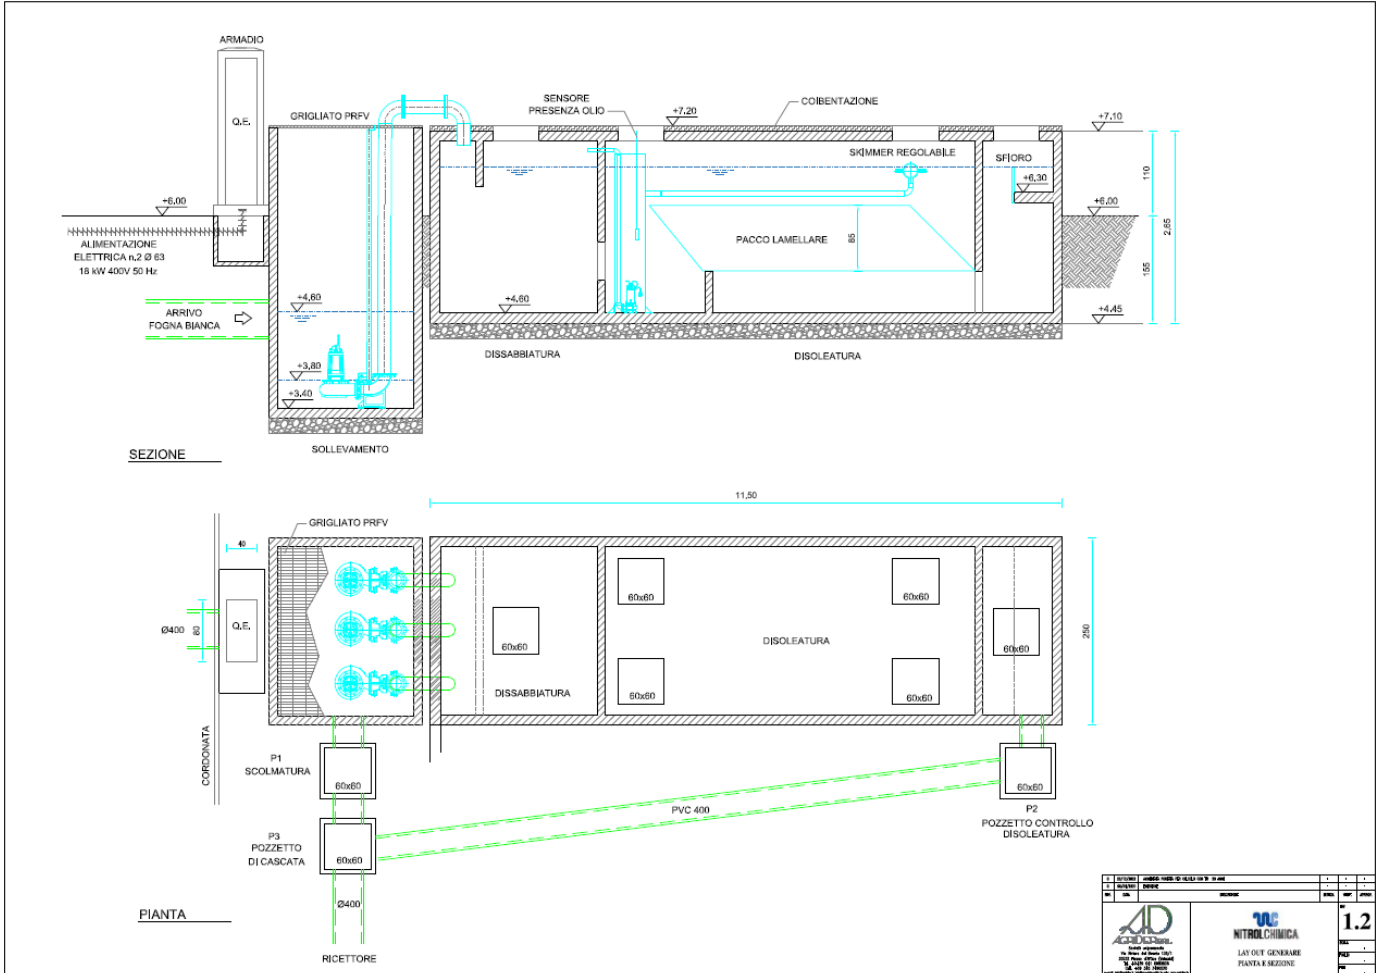 ARMADIO
Q.E.
GRIGLIATO PRFV
SENSORE
PRESENZA OLIO
+7.20
COIBENTAZIONE
+7.10
SKIMMER REGOLABILE
SFIORO
+6.30
110
+6.00
+6.00
ALIMENTAZIONE
ELETTRICA n.2 Ø 63
18 kW 400V 50 Hz
PACCO LAMELLARE
85
2,65
155
+4.60
+4.60
ARRIVO
FOGNA BIANCA
+4.45
DISSABBIATURA
DISOLEATURA
+3.80
+3.40
SOLLEVAMENTO
SEZIONE
11,50
GRIGLIATO PRFV
40
Ø400
80
Q.E.
60x60
60x60
60x60
60x60
60x60
60x60
DISOLEATURA
DISSABBIATURA
250
CORDONATA
P1
SCOLMATURA
60x60
60x60
P2
POZZETTO CONTROLLO
DISOLEATURA
PVC 400
P3
POZZETTO
DI CASCATA
60x60
Ø400
PIANTA
RICETTORE
AD
NITROLCHIMICA
LAY OUT GENERARE
PIANTA E SEZIONE
1.2